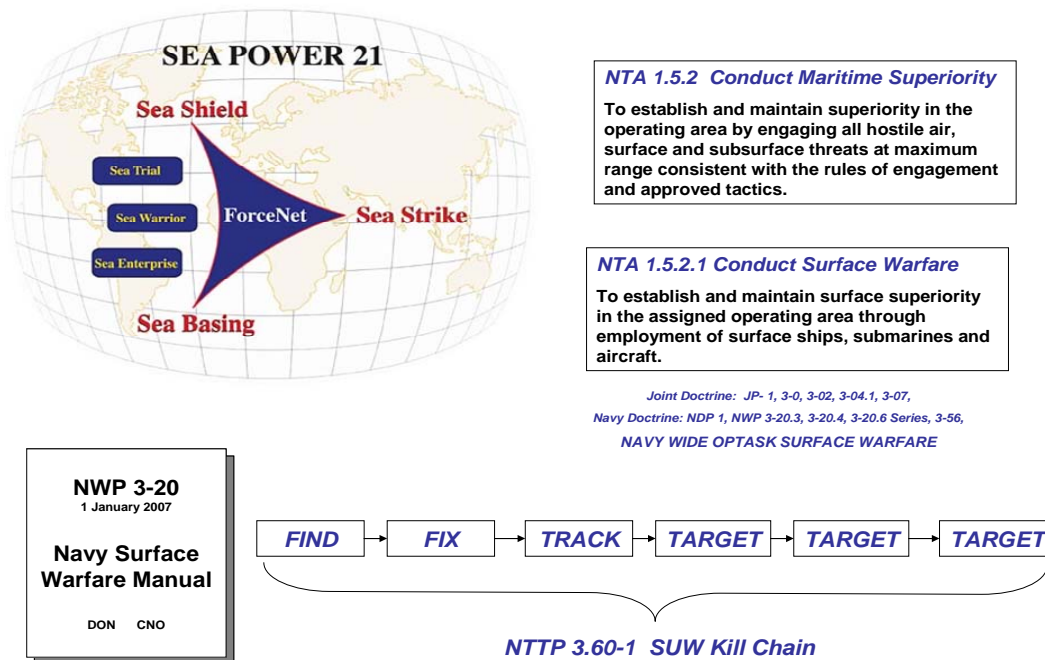 SEA POWER 21
Sea Shield
Sea Trial
Sea Warrior
ForceNet
Sea Strike
Sea Enterprise
Sea Basing
NTA 1.5.2 Conduct Maritime Superiority
To establish and maintain superiority in the
operating area by engaging all hostile air,
surface and subsurface threats at maximum
range consistent with the rules of engagement
and approved tactics.
NTA 1.5.2.1 Conduct Surface Warfare
To establish and maintain surface superiority
in the assigned operating area through
employment of surface ships, submarines and
aircraft.
Joint Doctrine: JP- 1, 3-0, 3-02, 3-04.1, 3-07,
Navy Doctrine: NDP 1, NWP 3-20.3, 3-20.4, 3-20.6 Series, 3-56,
NAVY WIDE OPTASK SURFACE WARFARE
NWP 3-20
1 January 2007
Navy Surface
Warfare Manual
DON CNO
FIND FIX TRACK TARGET TARGET TARGET
NTTP 3.60-1 SUW Kill Chain